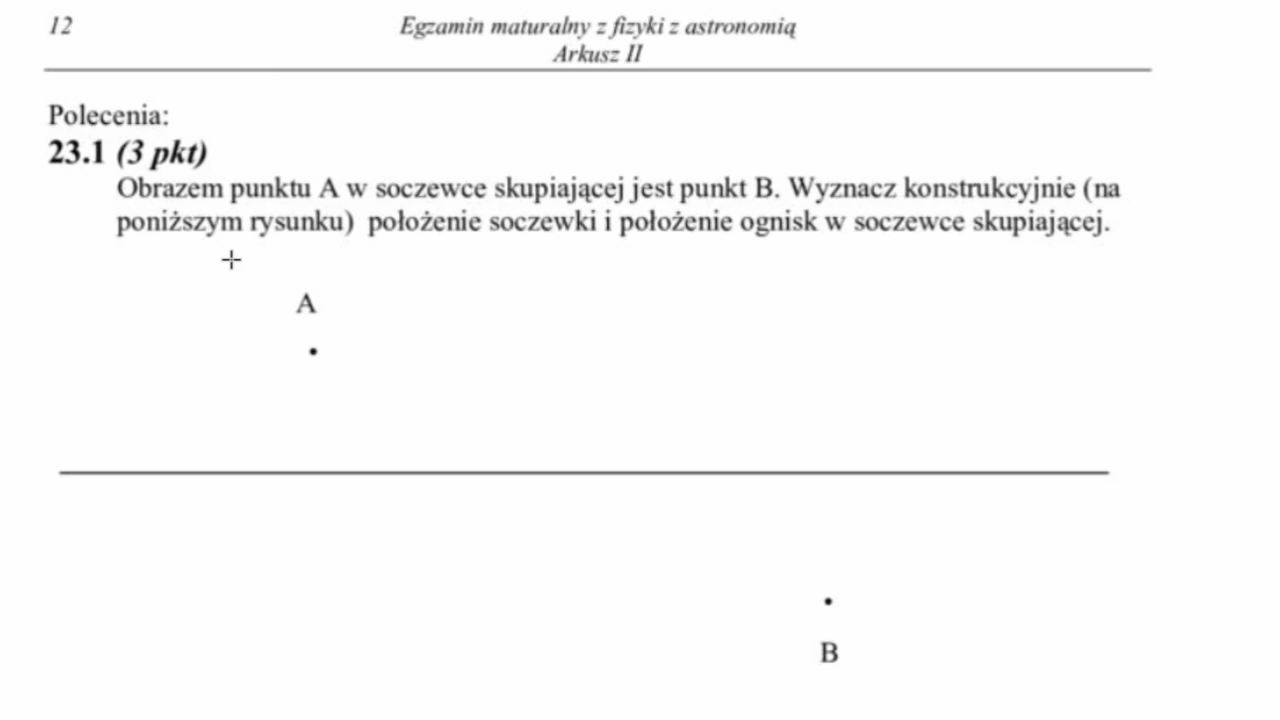 12 Egzamin maturalny z fizyki z astronomią
Arkusz II
Polecenia:
23.1 (3 pkt)
Obrazem punktu A w soczewce skupiającej jest punkt B. Wyznacz konstrukcyjnie (na
poniższym rysunku) położenie soczewki i położenie ognisk w soczewce skupiającej.
A
B